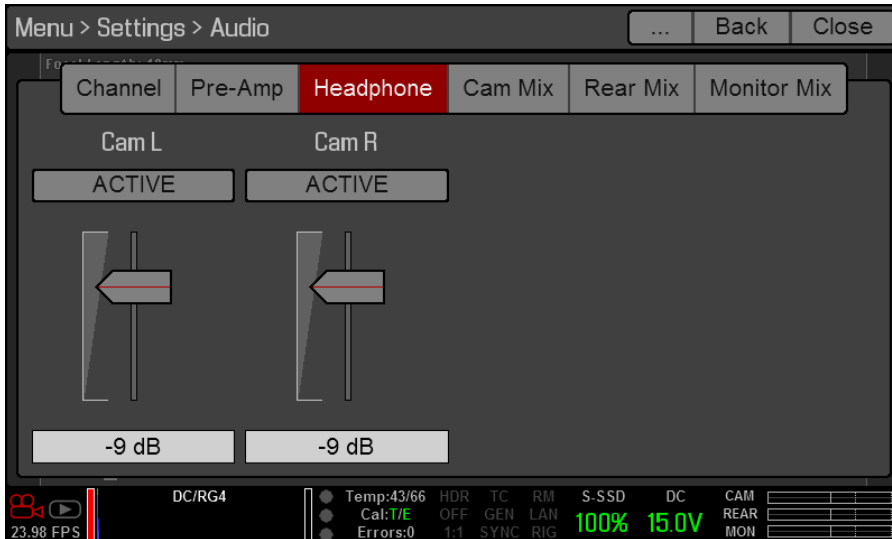 Menu > Settings > Audio ... Back Close
Channel Pre-Amp Headphone Cam Mix Rear Mix Monitor Mix
Cam L Cam R
ACTIVE ACTIVE
-9 dB -9 dB
DC/RG4 Temp:43/66 HDR TC RM S-SSD DC CAM
Cal:T/E OFF GEN LAN 100% 15.0V REAR
23.98 FPS Errors:0 1:1 SYNC RIG MON